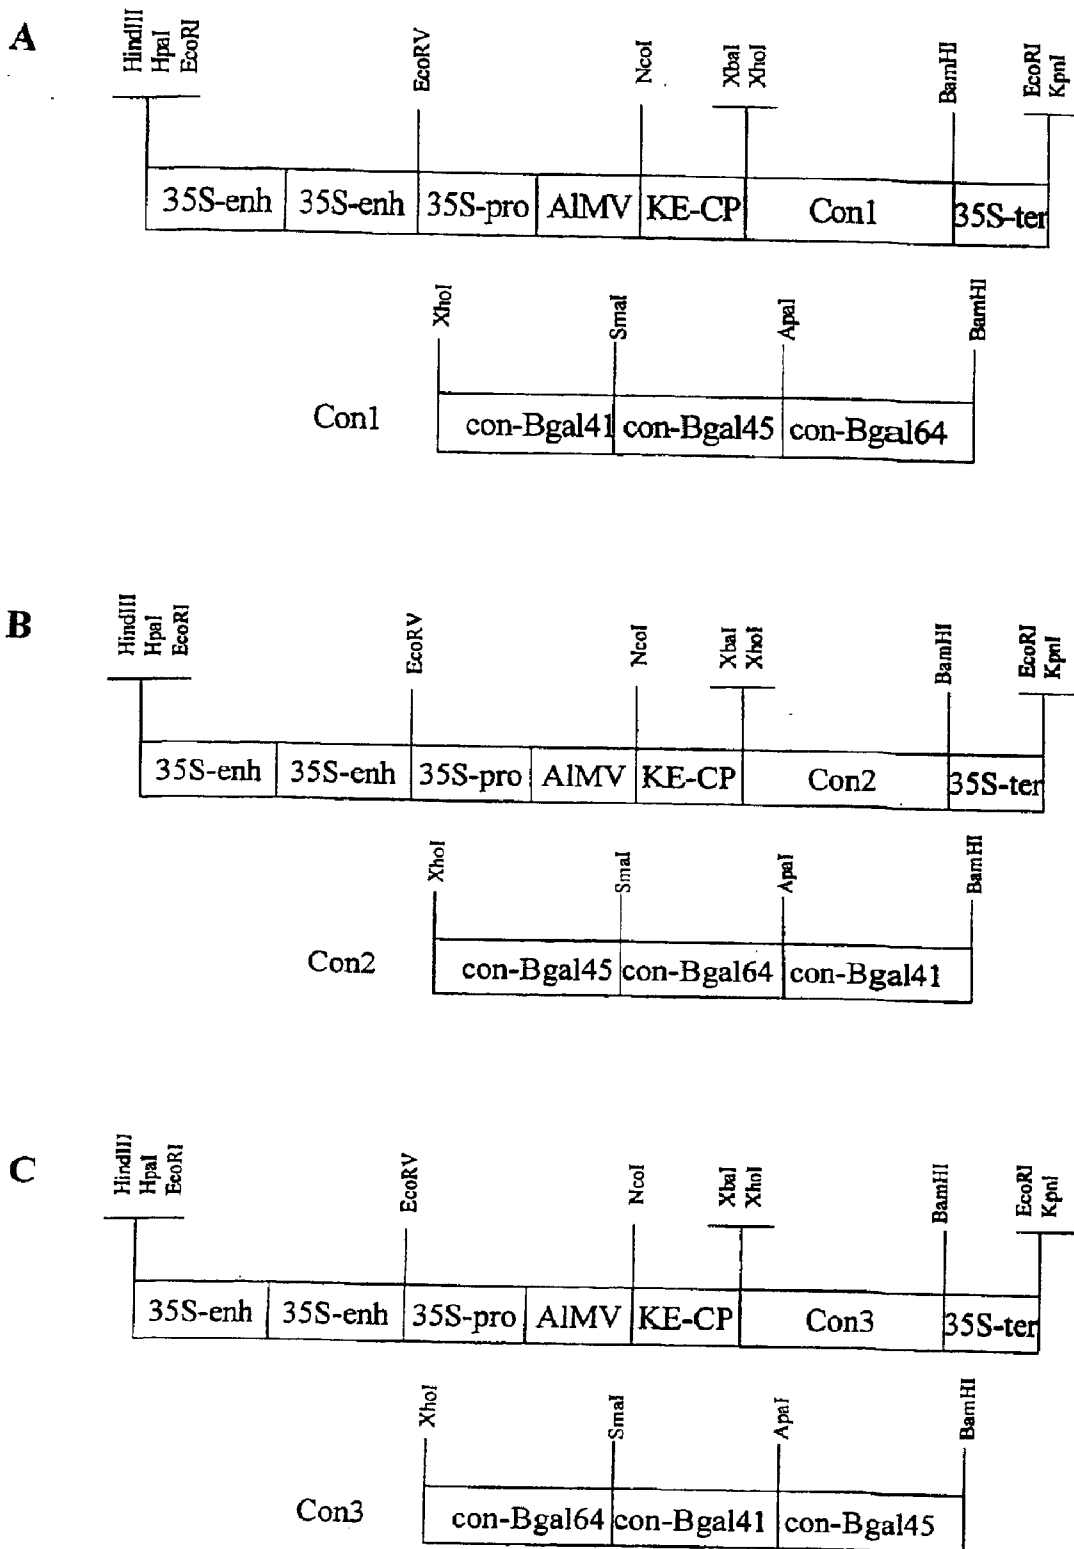 A
HindIII
HpaI
EcoRI
EcoRV
NcoI
XbaI
XhoI
BamHI
EcoRI
KpnI
35S-enh 35S-enh 35S-pro AlMV KE-CP Con1 35S-ter
XhoI
SmaI
ApaI
BamHI
Con1 con-Bgal41 con-Bgal45 con-Bgal64
B
HindIII
HpaI
EcoRI
EcoRV
NcoI
XbaI
XhoI
BamHI
EcoRI
KpnI
35S-enh 35S-enh 35S-pro AlMV KE-CP Con2 35S-ter
XhoI
SmaI
ApaI
BamHI
Con2 con-Bgal45 con-Bgal64 con-Bgal41
C
HindIII
HpaI
EcoRI
EcoRV
NcoI
XbaI
XhoI
BamHI
EcoRI
KpnI
35S-enh 35S-enh 35S-pro AlMV KE-CP Con3 35S-ter
XhoI
SmaI
ApaI
BamHI
Con3 con-Bgal64 con-Bgal41 con-Bgal45